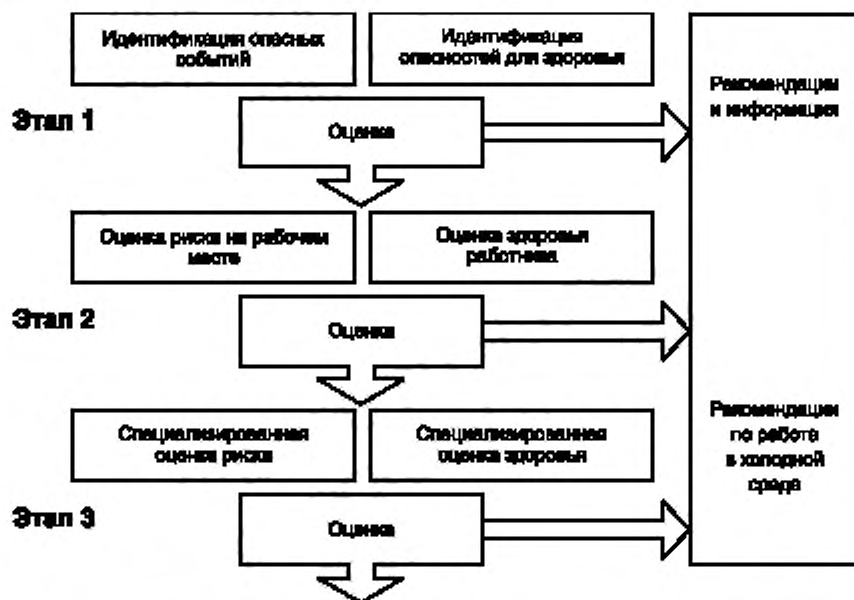 Идентификация опасных
событий
Идентификация
опасностей для здоровья
Рекомендации
и информация
Этап 1
Оценка
Оценка риска на рабочем
месте
Оценка здоровья
работника
Этап 2
Оценка
Специализированная
оценка риска
Специализированная
оценка здоровья
Рекомендации
по работе
в холодной
среде
Этап 3
Оценка